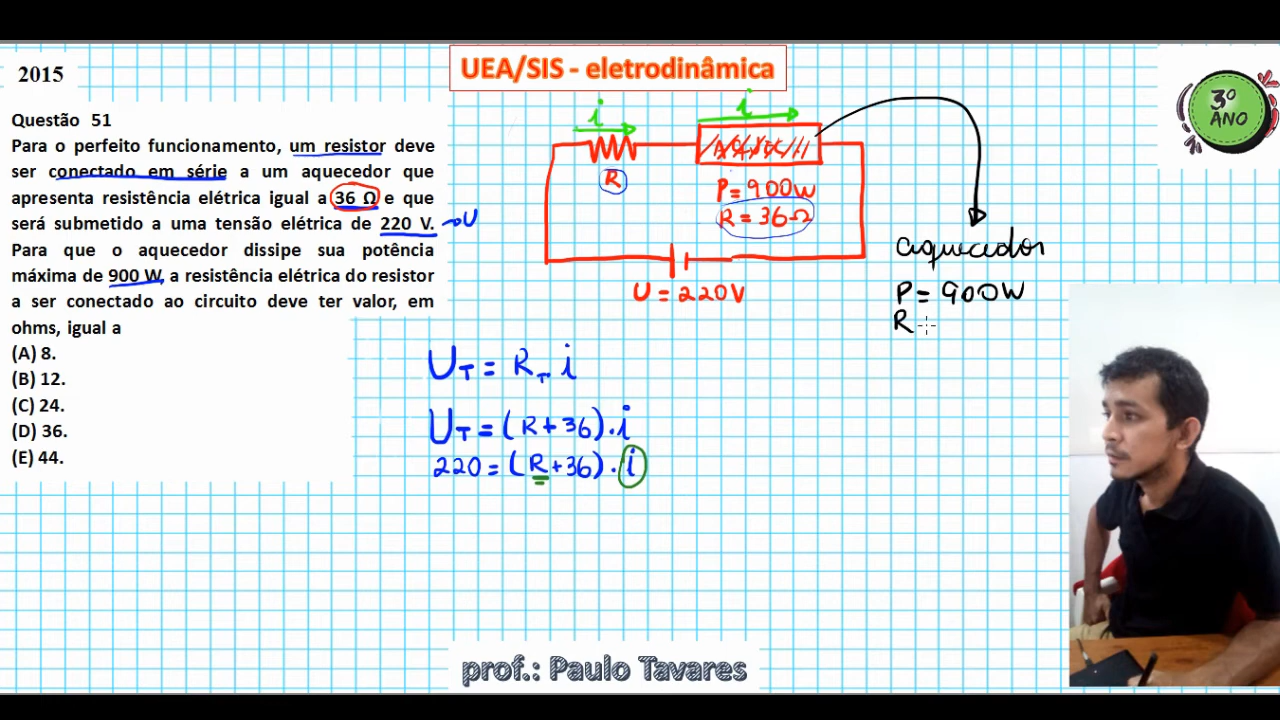 2015
UEA/SIS - eletrodinâmica
3º
ANO
Questão 51
Para o perfeito funcionamento, um resistor deve
ser conectado em série a um aquecedor que
apresenta resistência elétrica igual a 36 Ω e que
será submetido a uma tensão elétrica de 220 V.
Para que o aquecedor dissipe sua potência
máxima de 900 W, a resistência elétrica do resistor
a ser conectado ao circuito deve ter valor, em
ohms, igual a
(A) 8.
(B) 12.
(C) 24.
(D) 36.
(E) 44.
U
i
i
R
P = 900W
R = 36Ω
U = 220V
aquecedor
P = 900W
R -
U_T = R_T i
U_T = (R + 36) . i
220 = (R + 36) . i
prof.: Paulo Tavares